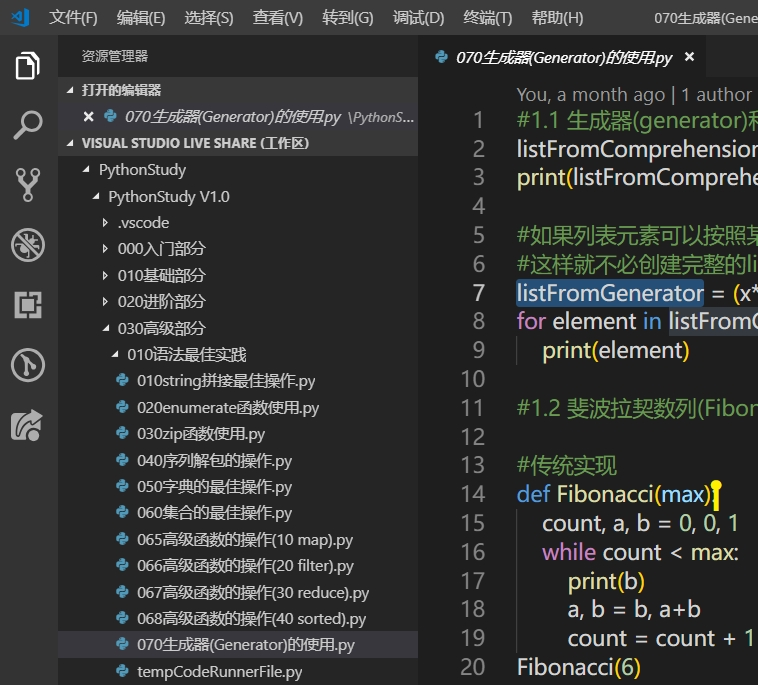 文件(F) 编辑(E) 选择(S) 查看(V) 转到(G) 调试(D) 终端(T) 帮助(H) 070生成器(Gene
资源管理器
打开的编辑器
070生成器(Generator)的使用.py \PythonS...
VISUAL STUDIO LIVE SHARE (工作区)
PythonStudy
PythonStudy V1.0
.vscode
000入门部分
010基础部分
020进阶部分
030高级部分
010语法最佳实践
010string拼接最佳操作.py
020enumerate函数使用.py
030zip函数使用.py
040序列解包的操作.py
050字典的最佳操作.py
060集合的最佳操作.py
065高级函数的操作(10 map).py
066高级函数的操作(20 filter).py
067高级函数的操作(30 reduce).py
068高级函数的操作(40 sorted).py
070生成器(Generator)的使用.py
tempCodeRunnerFile.py
070生成器(Generator)的使用.py
You, a month ago | 1 author
1 #1.1 生成器(generator)和
2 listFromComprehension
3 print(listFromComprehe
4
5 #如果列表元素可以按照某
6 #这样就不必创建完整的li
7 listFromGenerator = (x*
8 for element in listFromG
9 print(element)
10
11 #1.2 斐波拉契数列(Fibon
12
13 #传统实现
14 def Fibonacci(max):
15 count, a, b = 0, 0, 1
16 while count < max:
17 print(b)
18 a, b = b, a+b
19 count = count + 1
20 Fibonacci(6)